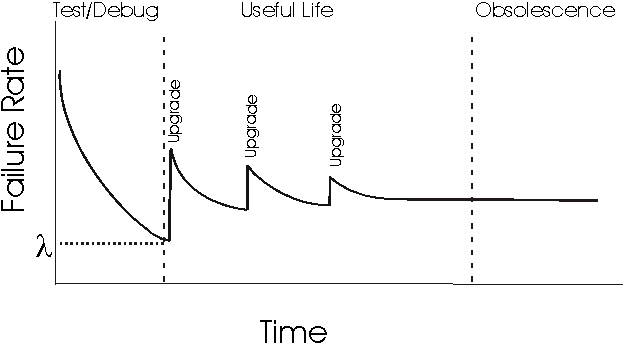 Test/Debug
Useful Life
Obsolescence
Failure Rate
Upgrade
Upgrade
Upgrade
λ
Time